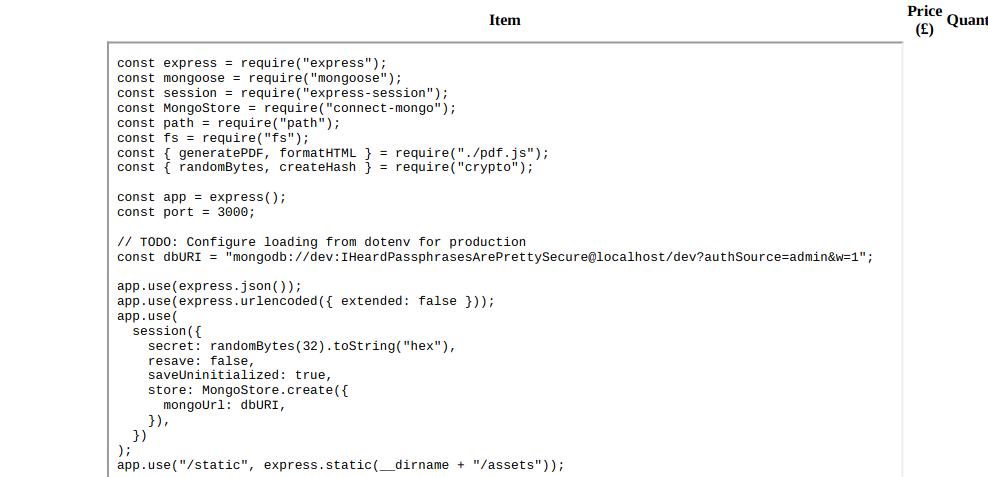 Item Price (£) Quant
const express = require("express");
const mongoose = require("mongoose");
const session = require("express-session");
const MongoStore = require("connect-mongo");
const path = require("path");
const fs = require("fs");
const { generatePDF, formatHTML } = require("./pdf.js");
const { randomBytes, createHash } = require("crypto");

const app = express();
const port = 3000;

// TODO: Configure loading from dotenv for production
const dbURI = "mongodb://dev:IHeardPassphrasesArePrettySecure@localhost/dev?authSource=admin&w=1";

app.use(express.json());
app.use(express.urlencoded({ extended: false }));
app.use(
  session({
    secret: randomBytes(32).toString("hex"),
    resave: false,
    saveUninitialized: true,
    store: MongoStore.create({
      mongoUrl: dbURI,
    }),
  })
);
app.use("/static", express.static(__dirname + "/assets"));